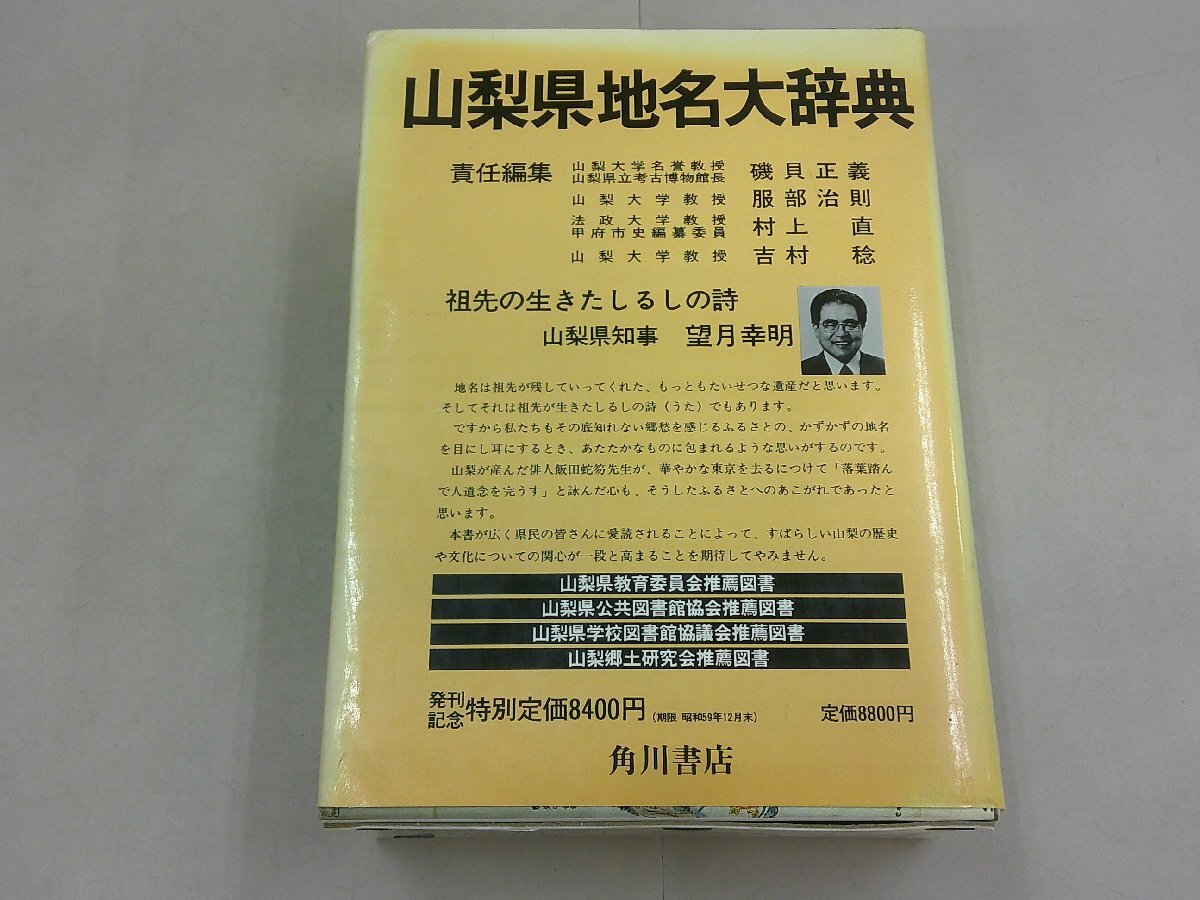 山梨県地名大辞典
責任編集
山梨大学名誉教授
山梨県立考古博物館長 磯貝正義
山梨大学教授 服部治則
法政大学教授
甲府市史編纂委員 村上直
山梨大学教授 吉村稔
祖先の生きたしるしの詩
山梨県知事 望月幸明
地名は祖先が残していってくれた、もっともたいせつな遺産だと思います。
そしてそれは祖先が生きたしるしの詩(うた)でもあります。
ですから私たちもその底知れない郷愁を感じるふるさとの、かずかずの地名
を目にし耳にするとき、あたたかなものに包まれるような思いがするのです。
山梨が産んだ俳人飯田蛇笏先生が、華やかな東京を去るにつけて「落葉踏ん
で人道念を完うす」と詠んだ心も、そうしたふるさとへのあこがれであったと
思います。
本書が広く県民の皆さんに愛読されることによって、すばらしい山梨の歴史
や文化についての関心が一段と高まることを期待してやみません。
山梨県教育委員会推薦図書
山梨県公共図書館協会推薦図書
山梨県学校図書館協議会推薦図書
山梨郷土研究会推薦図書
発刊記念 特別定価8400円 (期限 昭和59年12月末) 定価8800円
角川書店